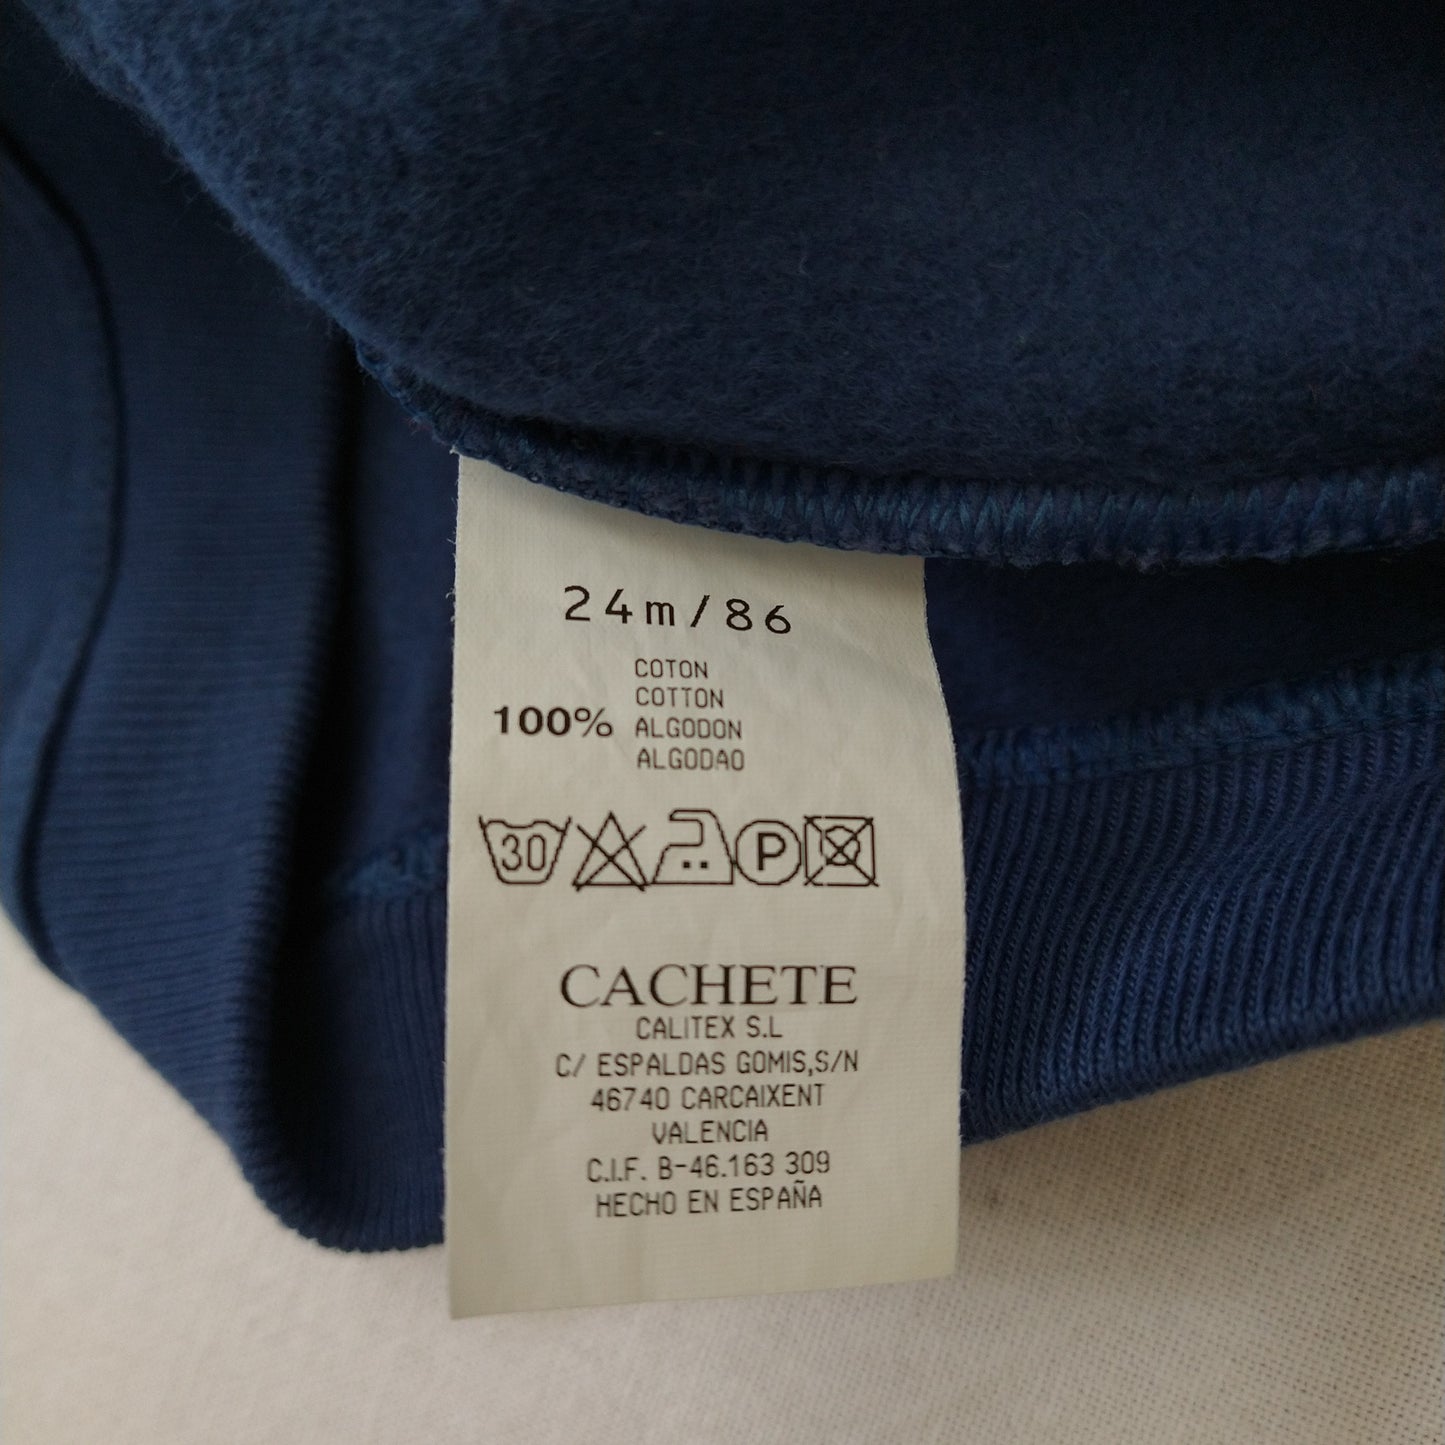 24m/86
COTON
COTTON
100% ALGODON
ALGODAO
30 P
CACHETE
CALITEX S.L
C/ ESPALDAS GOMIS,S/N
46740 CARCAIXENT
VALENCIA
C.I.F. B-46.163 309
HECHO EN ESPAÑA